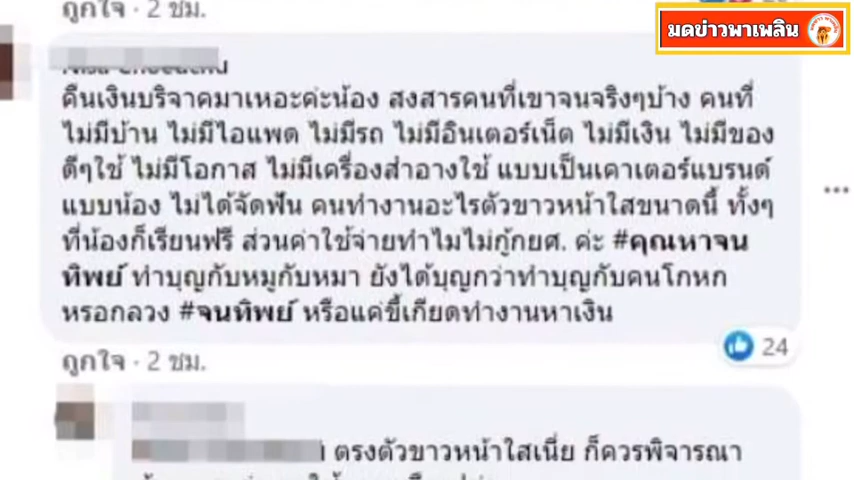 ถูกใจ · 2 ชม.
มดข่าวพาเพลิน
คืนเงินบริจาคมาเหอะค่ะน้อง สงสารคนที่เขาจนจริงๆบ้าง คนที่
ไม่มีบ้าน ไม่มีไอแพด ไม่มีรถ ไม่มีอินเตอร์เน็ต ไม่มีเงิน ไม่มีของ
ดีๆใช้ ไม่มีโอกาส ไม่มีเครื่องสำอางใช้ แบบเป็นเคาเตอร์แบรนด์
แบบน้อง ไม่ได้จัดฟัน คนทำงานอะไรตัวขาวหน้าใสขนาดนี้ ทั้งๆ
ที่น้องก็เรียนฟรี ส่วนค่าใช้จ่ายทำไมไม่กู้กยศ. ค่ะ #คุณหาจน
ทิพย์ ทำบุญกับหมูกับหมา ยังได้บุญกว่าทำบุญกับคนโกหก
หรอกลวง #จนทิพย์ หรือแค่ขี้เกียตทำงานหาเงิน
24
ถูกใจ · 2 ชม.
ตรงตัวขาวหน้าใสเนี่ย ก็ควรพิจารณา